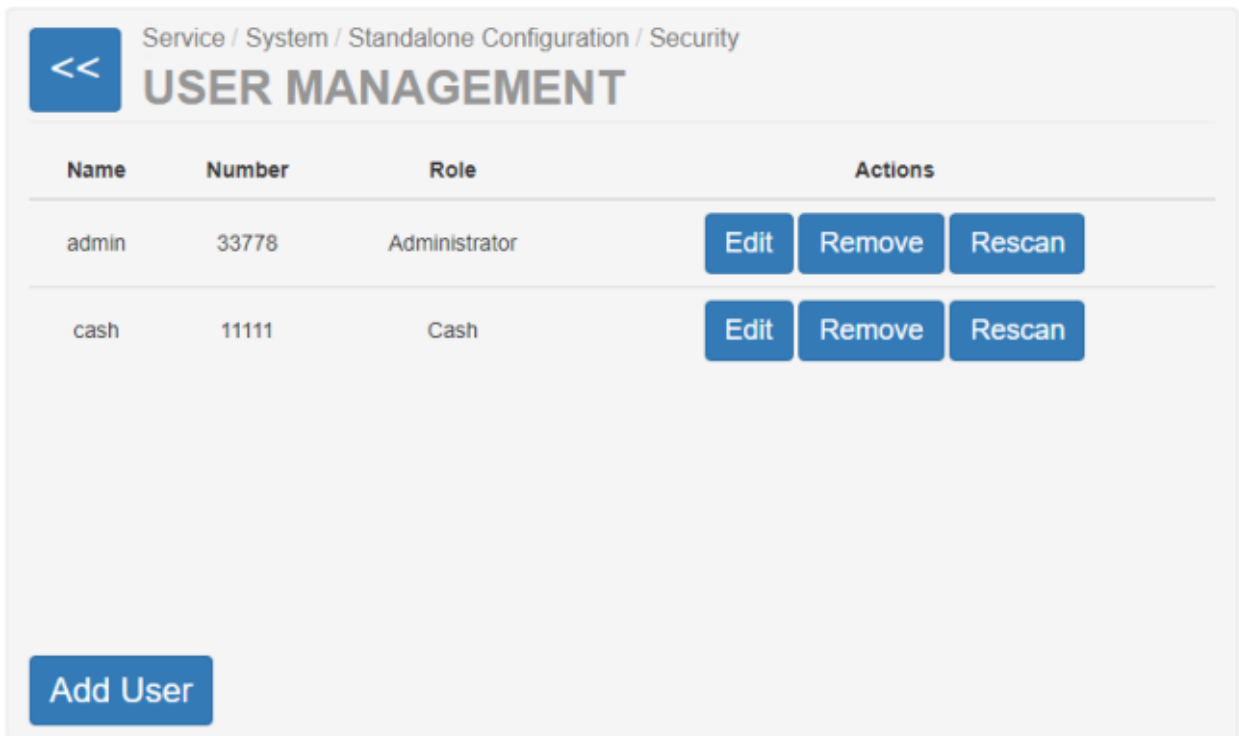 <<
Service / System / Standalone Configuration / Security
USER MANAGEMENT
Name Number Role Actions
admin 33778 Administrator Edit Remove Rescan
cash 11111 Cash Edit Remove Rescan
Add User